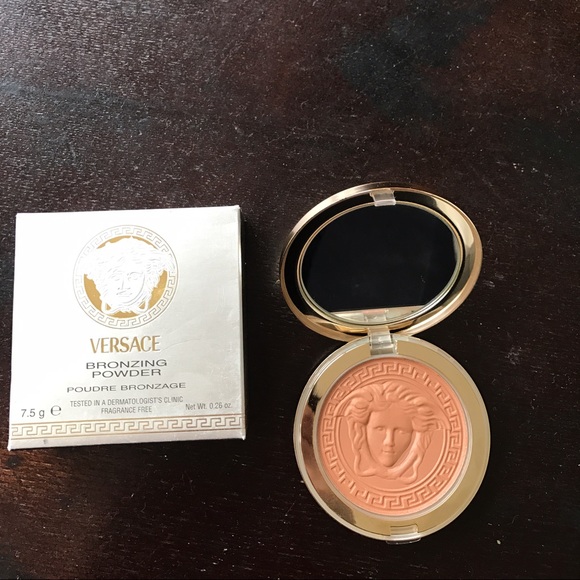 VERSACE
BRONZING
POWDER
POUDRE BRONZAGE
TESTED IN A DERMATOLOGIST'S CLINIC
FRAGRANCE FREE
7.5 g ℮
Net Wt. 0.26 oz.